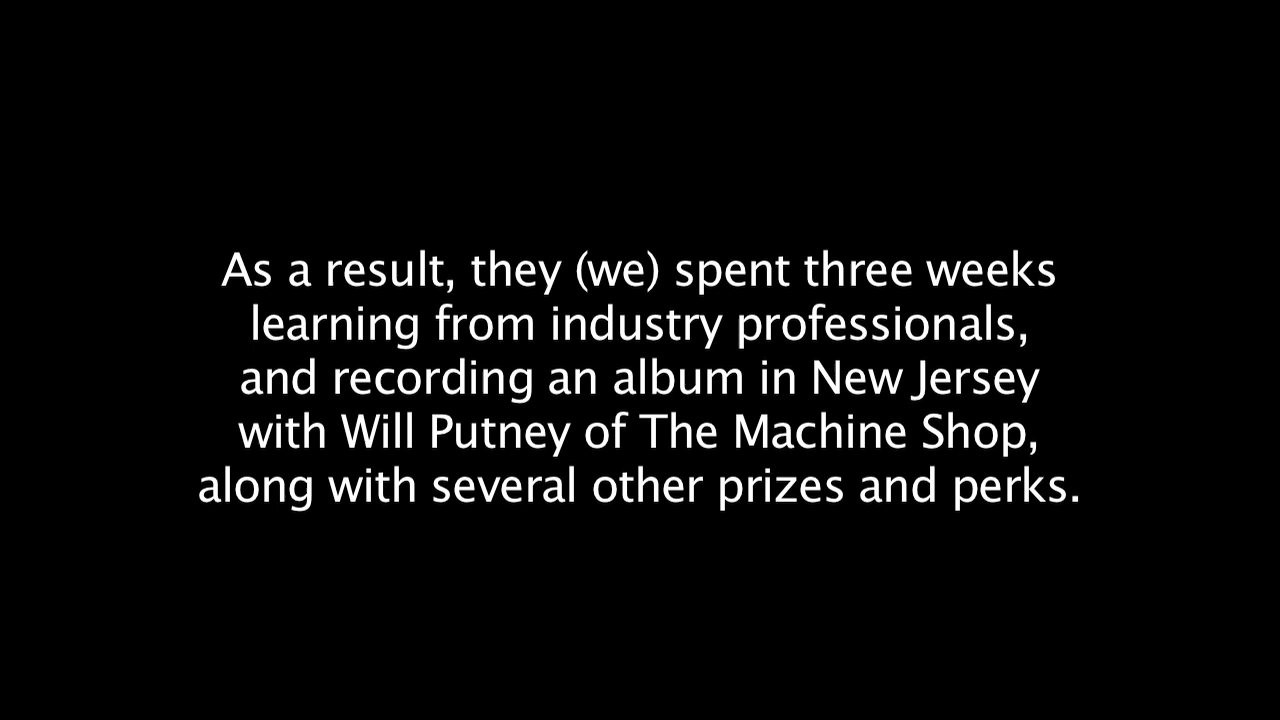 As a result, they (we) spent three weeks
learning from industry professionals,
and recording an album in New Jersey
with Will Putney of The Machine Shop,
along with several other prizes and perks.